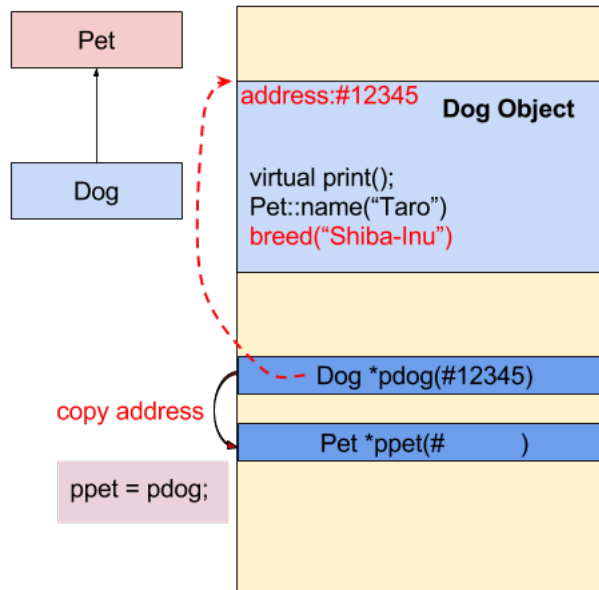 Pet
Dog
address:#12345
Dog Object
virtual print();
Pet::name(“Taro”)
breed(“Shiba-Inu”)
Dog *pdog(#12345)
copy address
Pet *ppet(# )
ppet = pdog;